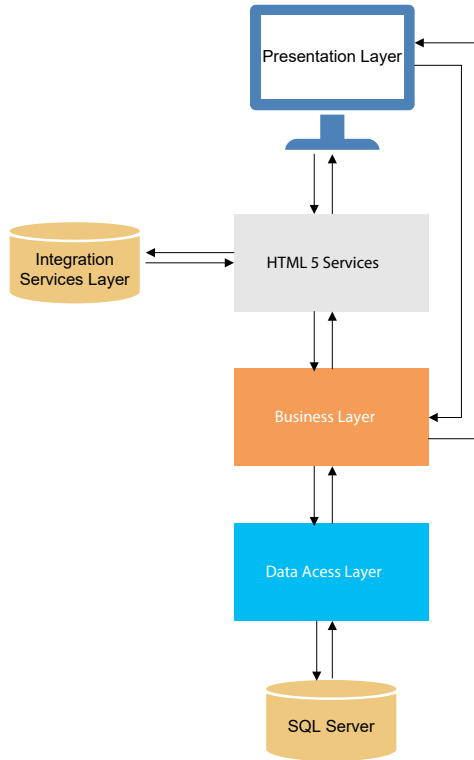 Presentation Layer
HTML 5 Services
Integration
Services Layer
Business Layer
Data Acess Layer
SQL Server